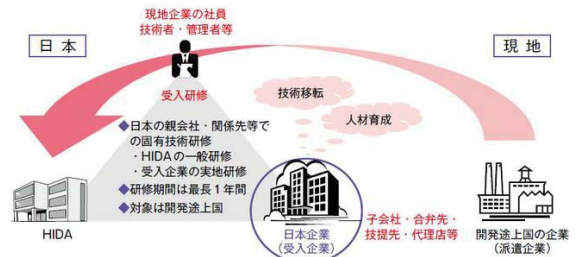 現地企業の社員
技術者・管理者等
日本
現地
受入研修
技術移転
人材育成
◆日本の親会社・関係先等で
の固有技術研修
・HIDAの一般研修
・受入企業の実地研修
◆研修期間は最長1年間
◆対象は開発途上国
HIDA
日本企業
(受入企業)
子会社・合弁先・
技提先・代理店等
開発途上国の企業
(派遣企業)